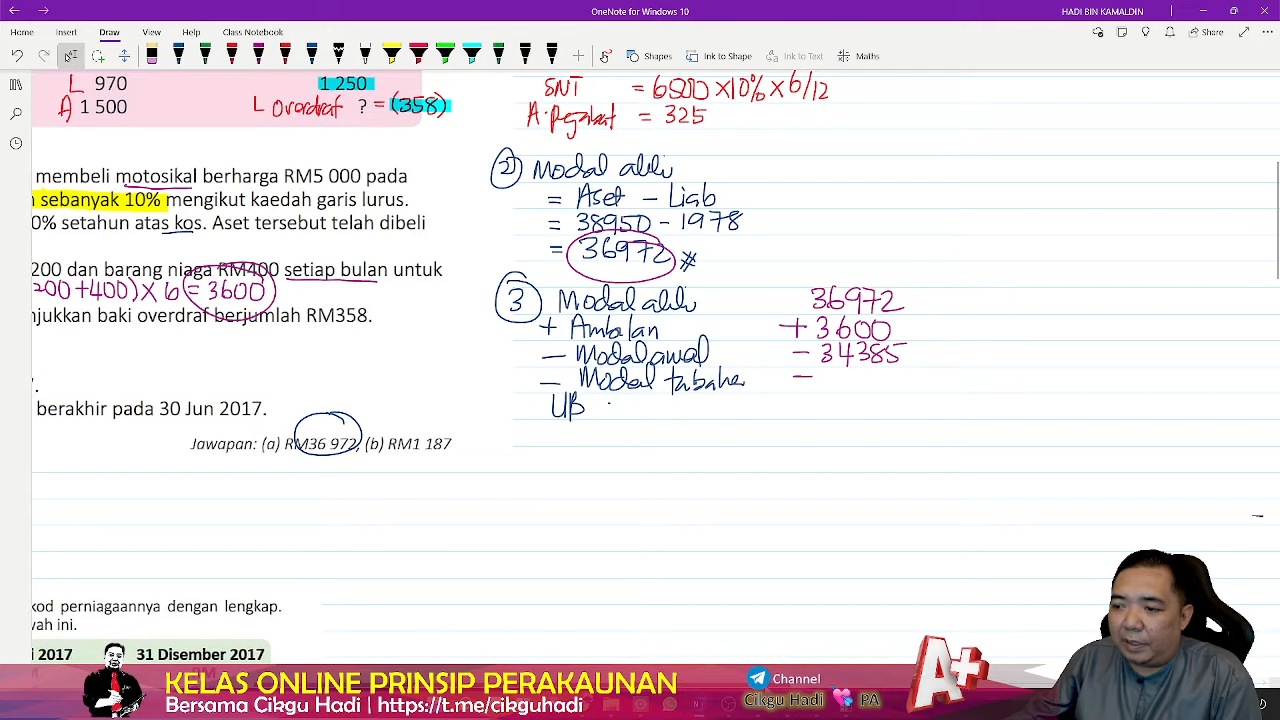 OneNote for Windows 10
HADI BIN KAMALDIN
Home Insert Draw View Help Class Notebook
Share
Shapes Ink to Shape Ink to Text Maths
L 970 1 250
A 1 500 L overdraf ? = (358)
SNT = 6500 × 10% × 6/12
= 325
membeli motosikal berharga RM5 000 pada
sebanyak 10% mengikut kaedah garis lurus.
0% setahun atas kos. Aset tersebut telah dibeli
200 dan barang niaga RM400 setiap bulan untuk
200 + 400) × 6 = 3600
jukkan baki overdraf berjumlah RM358.
berakhir pada 30 Jun 2017.
Jawapan: (a) RM36 972, (b) RM1 187
2 Modal akhir
= Aset – Liab
= 38950 – 1978
= 36972 #
3 Modal akhir 36972
+ Ambilan + 3600
– Modal awal – 34385
– Modal tabahan –
UB
kod perniagaannya dengan lengkap.
wah ini.
i 2017 31 Disember 2017
KELAS ONLINE PRINSIP PERAKAUNAN
Bersama Cikgu Hadi | https://t.me/cikguhadi
Channel
Cikgu Hadi PA
A+